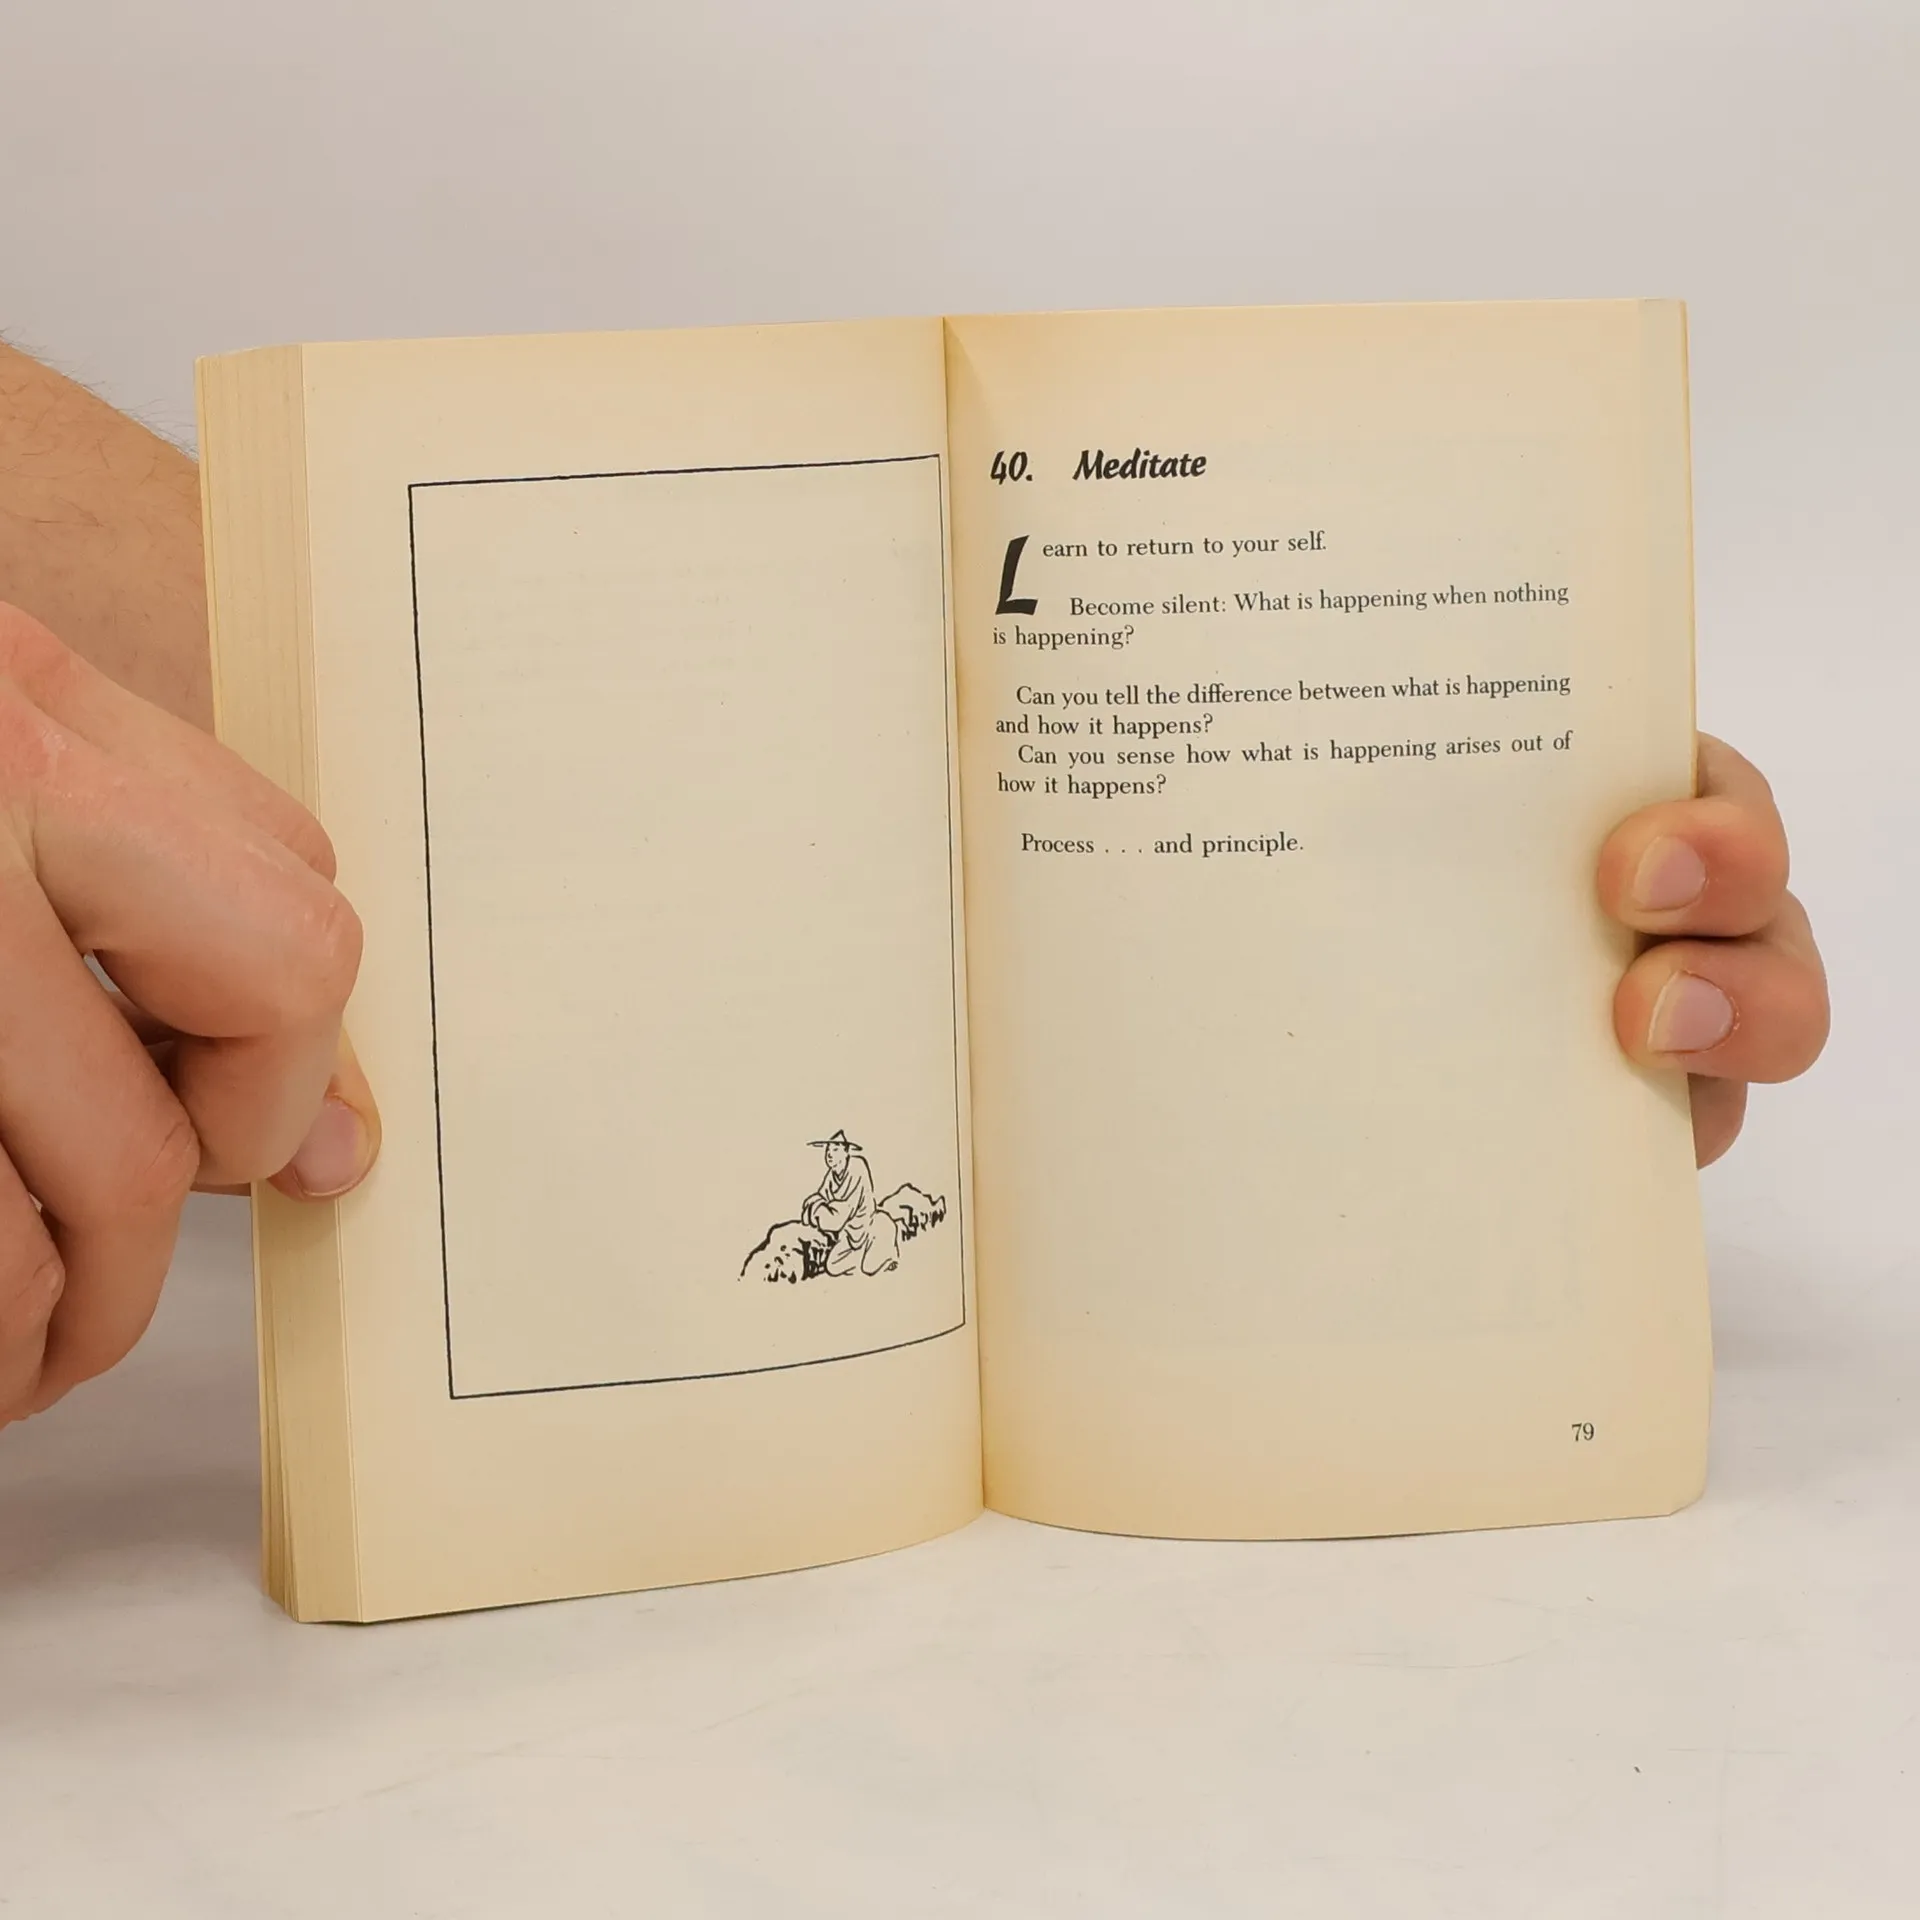 40. Meditate
Learn to return to your self.
Become silent: What is happening when nothing
is happening?
Can you tell the difference between what is happening
and how it happens?
Can you sense how what is happening arises out of
how it happens?
Process . . . and principle.
79